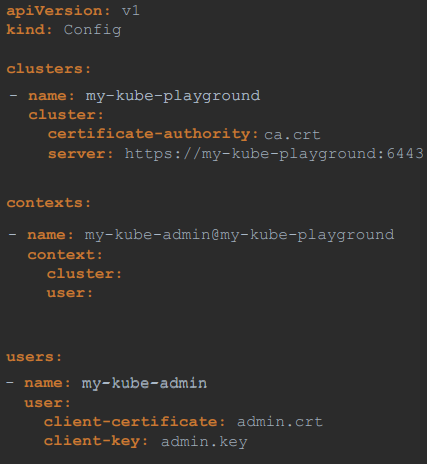 apiVersion: v1
kind: Config
clusters:
- name: my-kube-playground
cluster:
certificate-authority: ca.crt
server: https://my-kube-playground:6443
contexts:
- name: my-kube-admin@my-kube-playground
context:
cluster:
user:
users:
- name: my-kube-admin
user:
client-certificate: admin.crt
client-key: admin.key